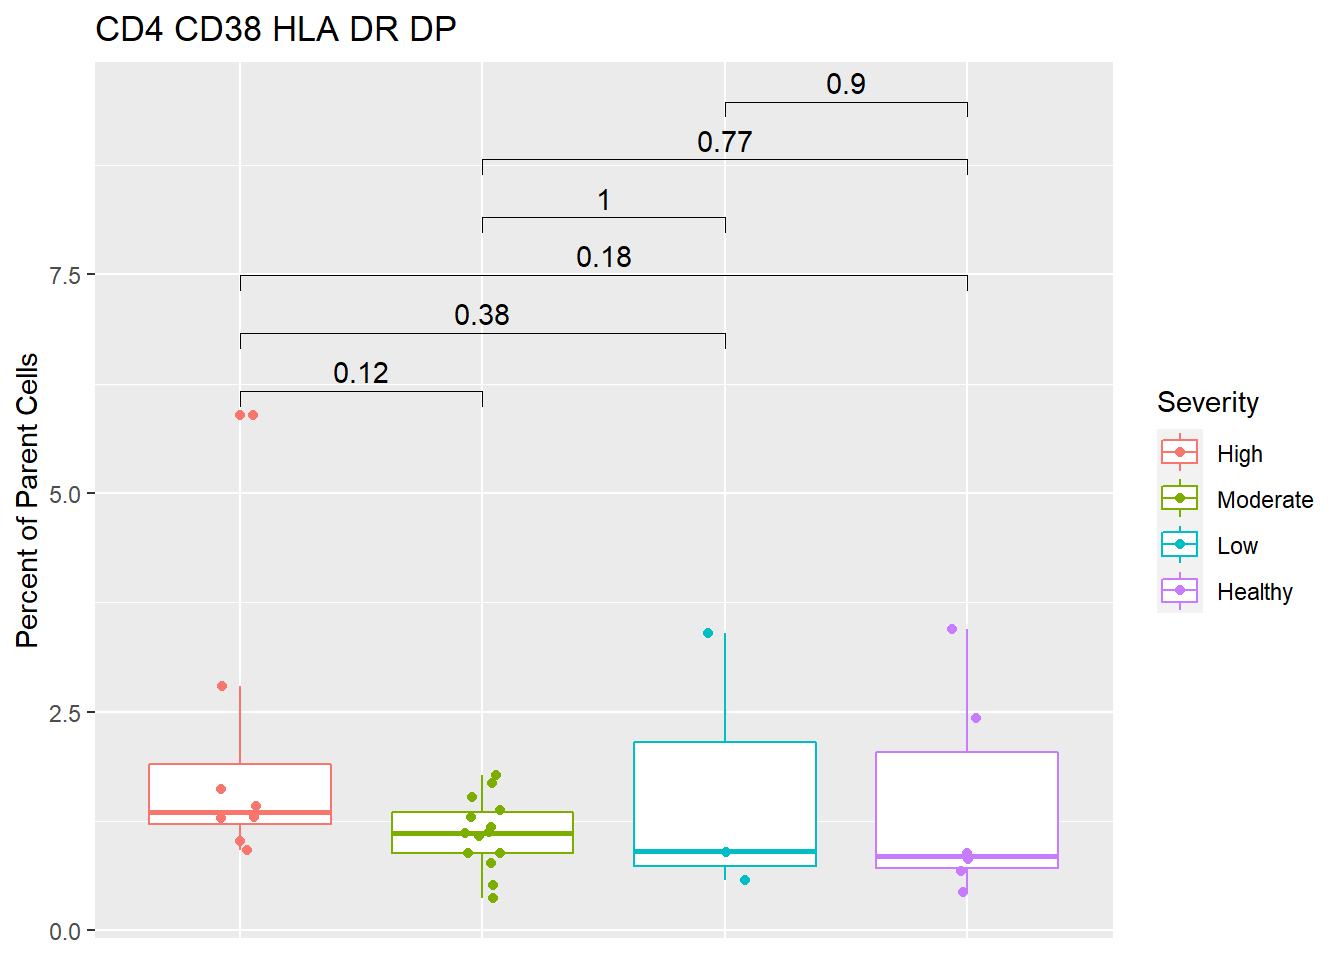 CD4 CD38 HLA DR DP
0.9
0.77
1
0.18
0.38
0.12
7.5
5.0
2.5
0.0
Percent of Parent Cells
Severity
High
Moderate
Low
Healthy